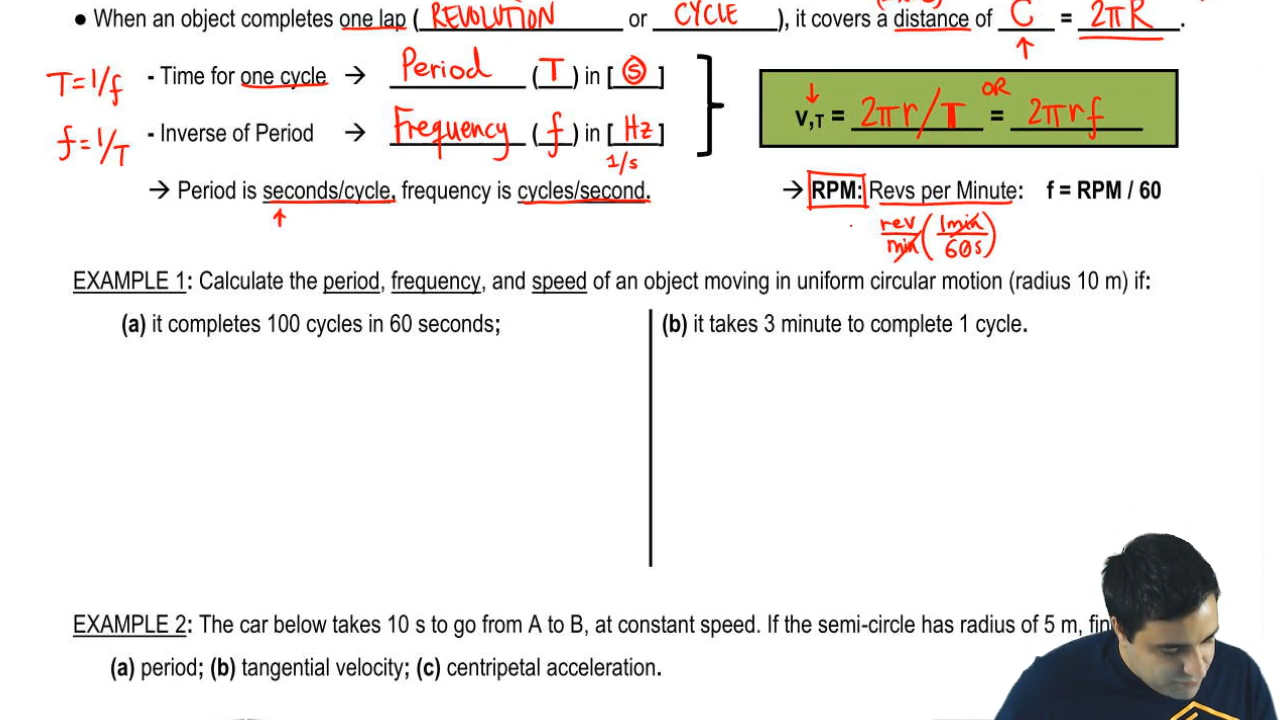 ● When an object completes one lap ( REVOLUTION or CYCLE ), it covers a distance of C = 2πR .
T=1/f - Time for one cycle → Period (T) in [ S ]
v,T = 2πr/T OR = 2πrf
f=1/T - Inverse of Period → Frequency (f) in [ Hz ]
1/s
→ Period is seconds/cycle, frequency is cycles/second.
→ RPM: Revs per Minute: f = RPM / 60
rev/min (1min/60s)
EXAMPLE 1: Calculate the period, frequency, and speed of an object moving in uniform circular motion (radius 10 m) if:
(a) it completes 100 cycles in 60 seconds;
(b) it takes 3 minute to complete 1 cycle.
EXAMPLE 2: The car below takes 10 s to go from A to B, at constant speed. If the semi-circle has radius of 5 m,
(a) period; (b) tangential velocity; (c) centripetal acceleration.